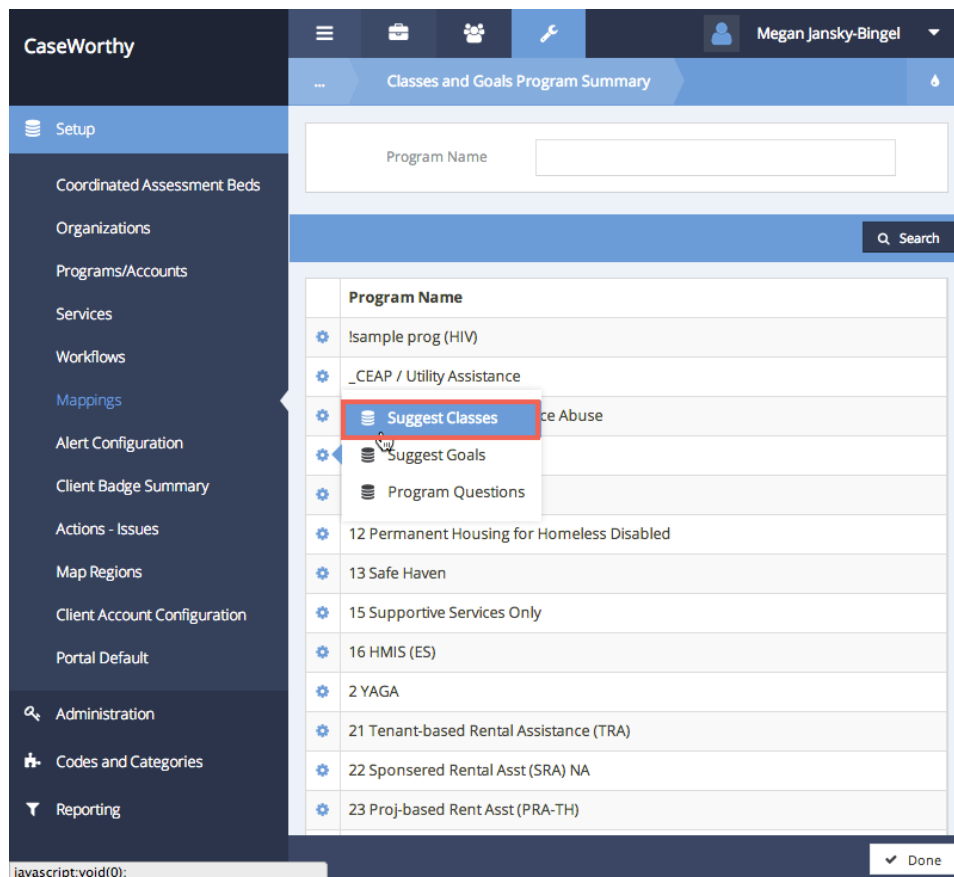 CaseWorthy
Megan Jansky-Bingel
... Classes and Goals Program Summary
Setup
Coordinated Assessment Beds
Organizations
Programs/Accounts
Services
Workflows
Mappings
Alert Configuration
Client Badge Summary
Actions - Issues
Map Regions
Client Account Configuration
Portal Default
Administration
Codes and Categories
Reporting
javascript:void(0);
Program Name
Search
Program Name
!sample prog (HIV)
_CEAP / Utility Assistance
ce Abuse
Suggest Classes
Suggest Goals
Program Questions
12 Permanent Housing for Homeless Disabled
13 Safe Haven
15 Supportive Services Only
16 HMIS (ES)
2 YAGA
21 Tenant-based Rental Assistance (TRA)
22 Sponsered Rental Asst (SRA) NA
23 Proj-based Rent Asst (PRA-TH)
Done